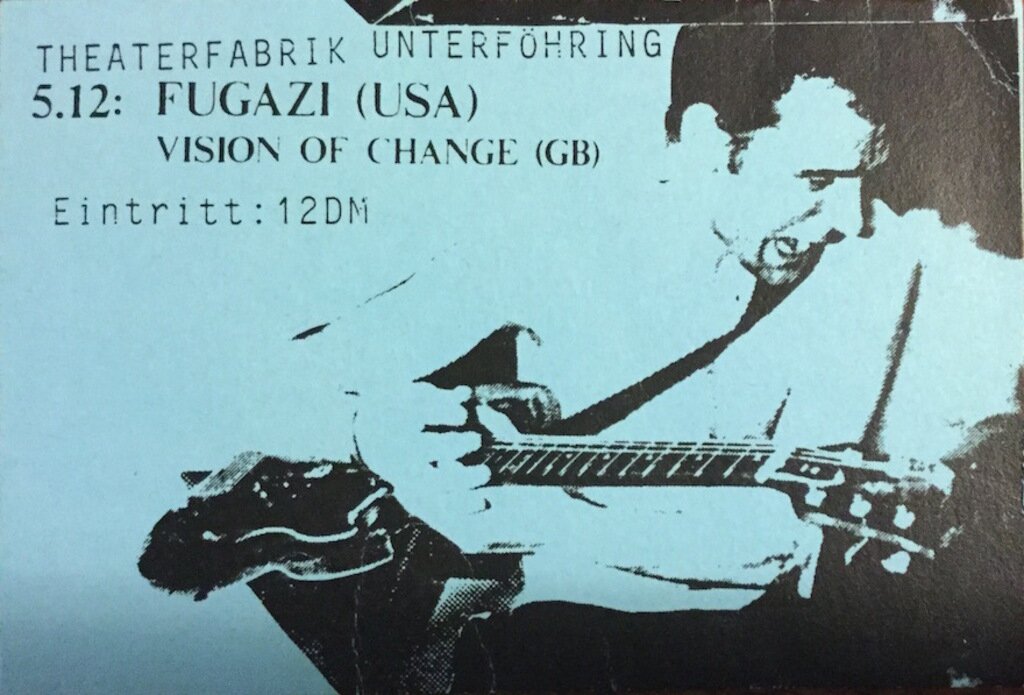 THEATERFABRIK UNTERFÖHRING
5.12: FUGAZI (USA)
VISION OF CHANGE (GB)
Eintritt: 12DM